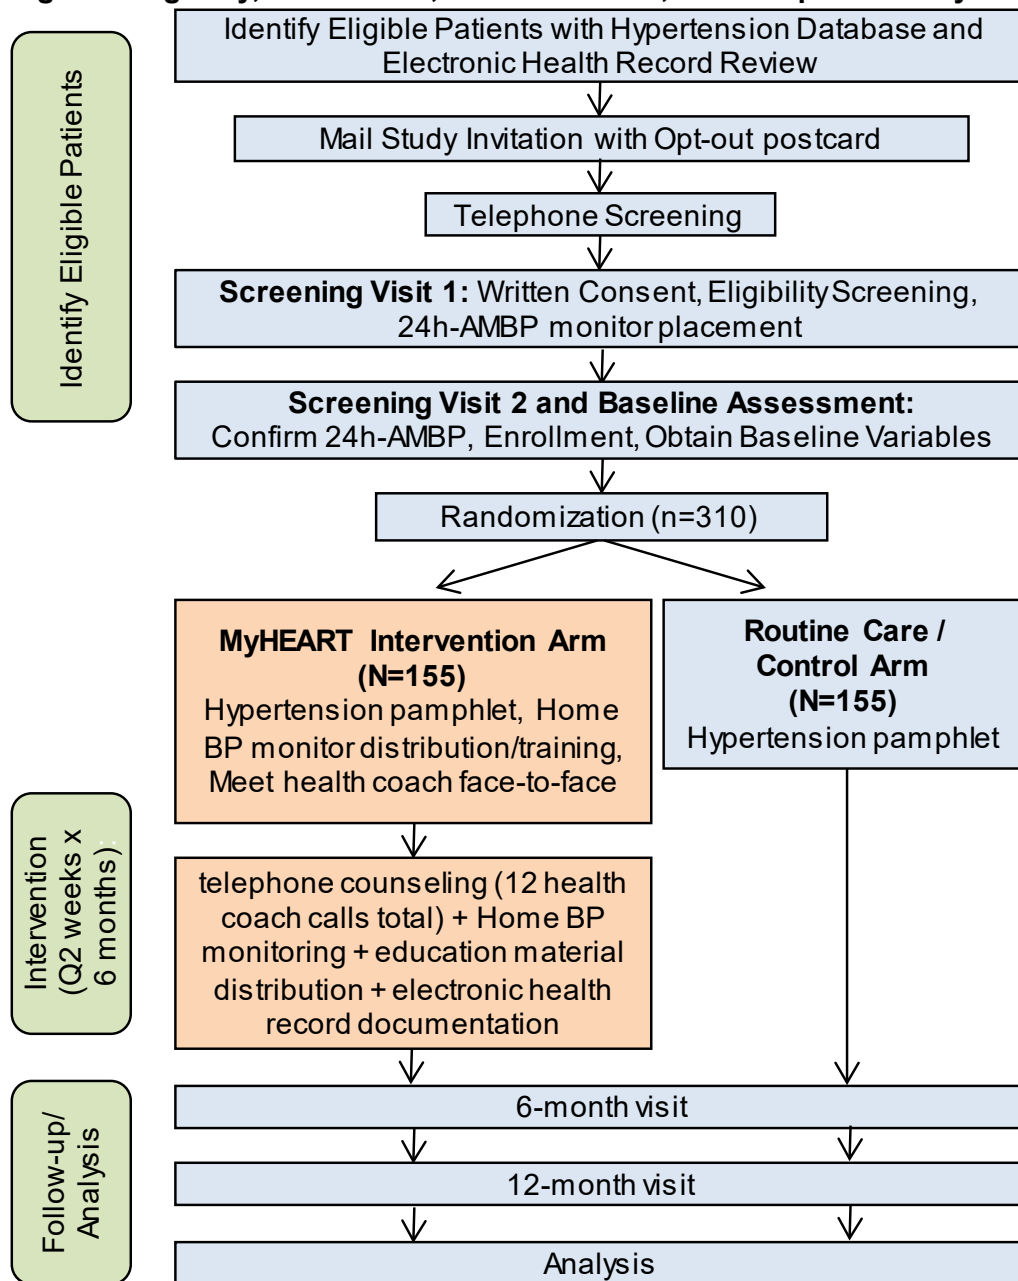 Identify Eligible Patients with Hypertension Database and
Electronic Health Record Review
Mail Study Invitation with Opt-out postcard
Telephone Screening
Screening Visit 1: Written Consent, Eligibility Screening,
24h-AMBP monitor placement
Screening Visit 2 and Baseline Assessment:
Confirm 24h-AMBP, Enrollment, Obtain Baseline Variables
Identify Eligible Patients
Randomization (n=310)
MyHEART Intervention Arm
(N=155)
Hypertension pamphlet, Home
BP monitor distribution/training,
Meet health coach face-to-face
Routine Care /
Control Arm
(N=155)
Hypertension pamphlet
Intervention
(Q2 weeks x
6 months):
telephone counseling (12 health
coach calls total) + Home BP
monitoring + education material
distribution + electronic health
record documentation
Follow-up/
Analysis
6-month visit
12-month visit
Analysis